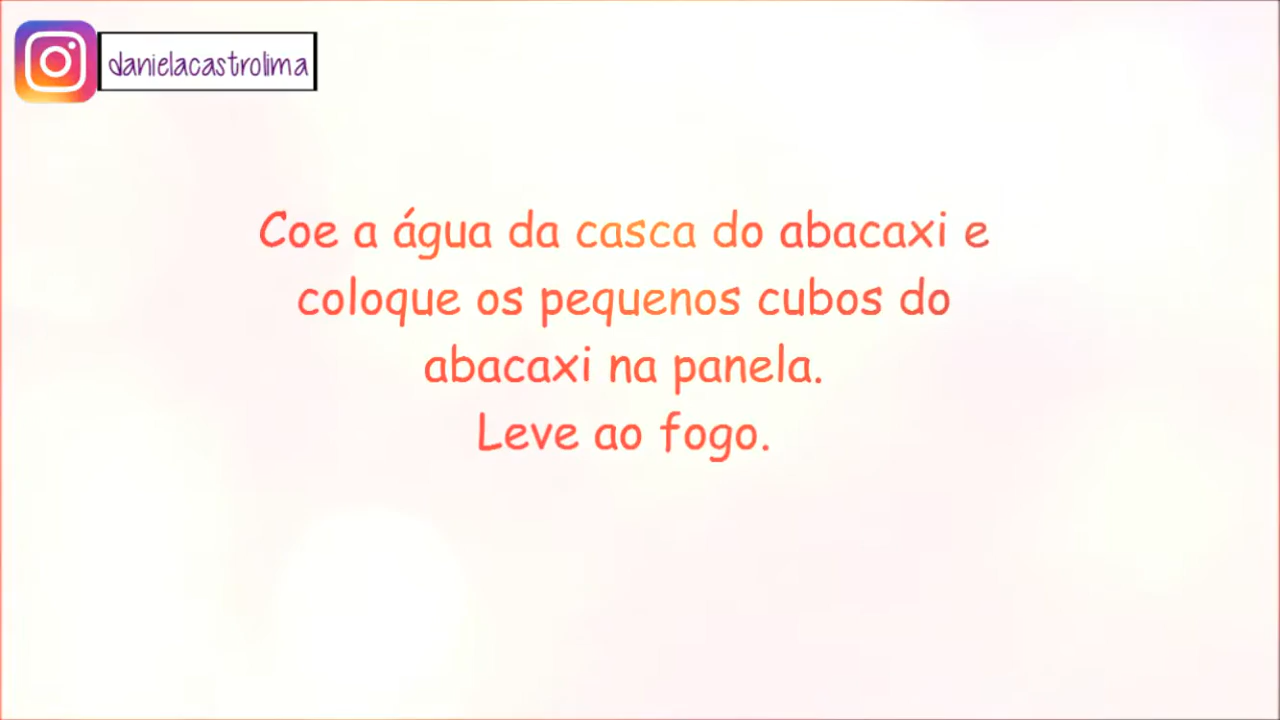 danielacastrolima
Coe a água da casca do abacaxi e
coloque os pequenos cubos do
abacaxi na panela.
Leve ao fogo.